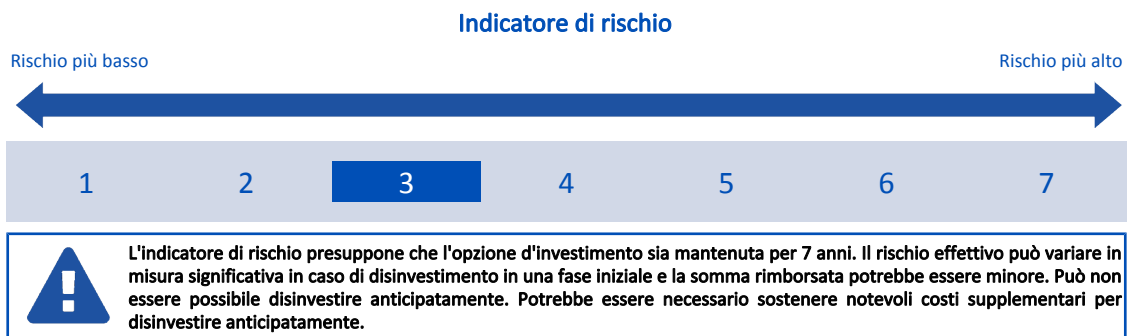 Indicatore di rischio
Rischio più basso
Rischio più alto
1 2 3 4 5 6 7
L'indicatore di rischio presuppone che l'opzione d'investimento sia mantenuta per 7 anni. Il rischio effettivo può variare in
misura significativa in caso di disinvestimento in una fase iniziale e la somma rimborsata potrebbe essere minore. Può non
essere possibile disinvestire anticipatamente. Potrebbe essere necessario sostenere notevoli costi supplementari per
disinvestire anticipatamente.